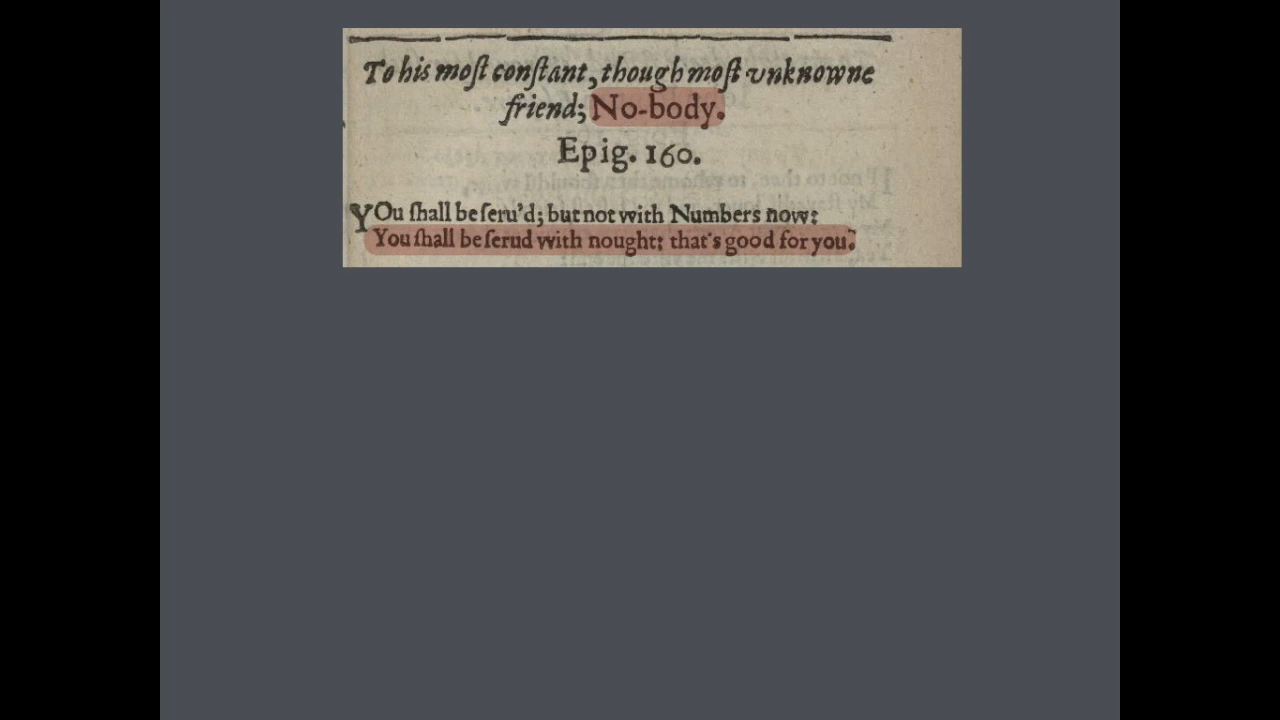 To his moſt conſtant, though moſt vnknowne
friend; No-body.
Epig. 160.
YOu ſhall be ſeru'd; but not with Numbers now:
You ſhall be ſerud with nought: that's good for you.